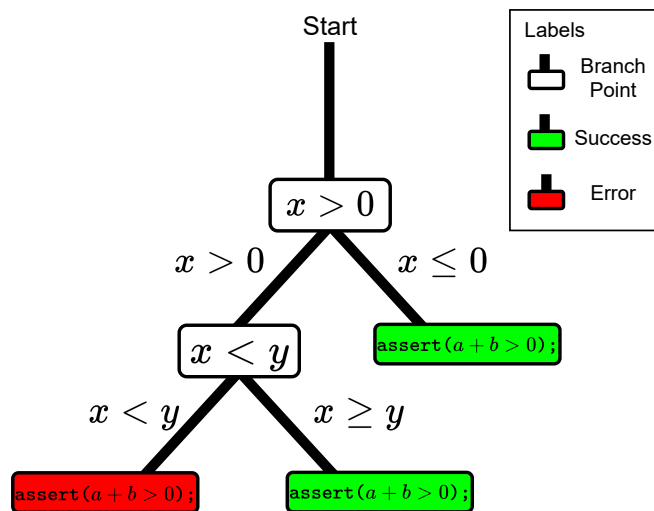 Start
Labels
Branch
Point
Success
Error
x > 0
x > 0
x ≤ 0
x < y
assert(a + b > 0);
x < y
x ≥ y
assert(a + b > 0);
assert(a + b > 0);